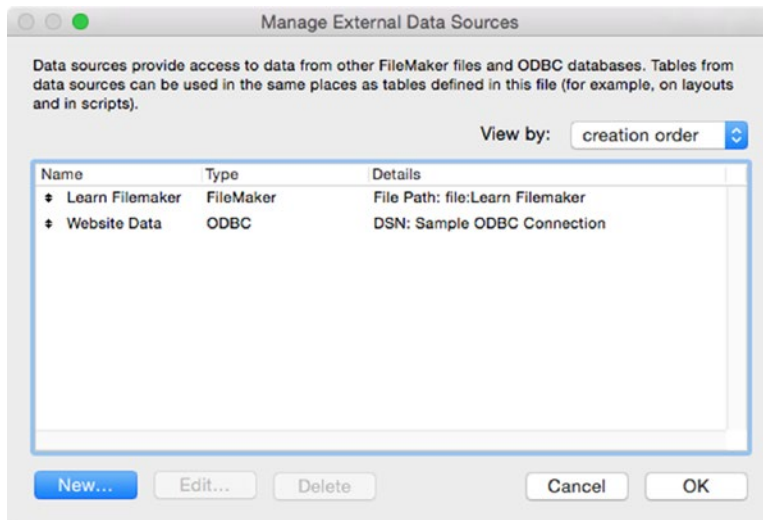 Manage External Data Sources
Data sources provide access to data from other FileMaker files and ODBC databases. Tables from
data sources can be used in the same places as tables defined in this file (for example, on layouts
and in scripts).
View by: creation order
Name Type Details
Learn Filemaker FileMaker File Path: file:Learn Filemaker
Website Data ODBC DSN: Sample ODBC Connection
New... Edit... Delete Cancel OK